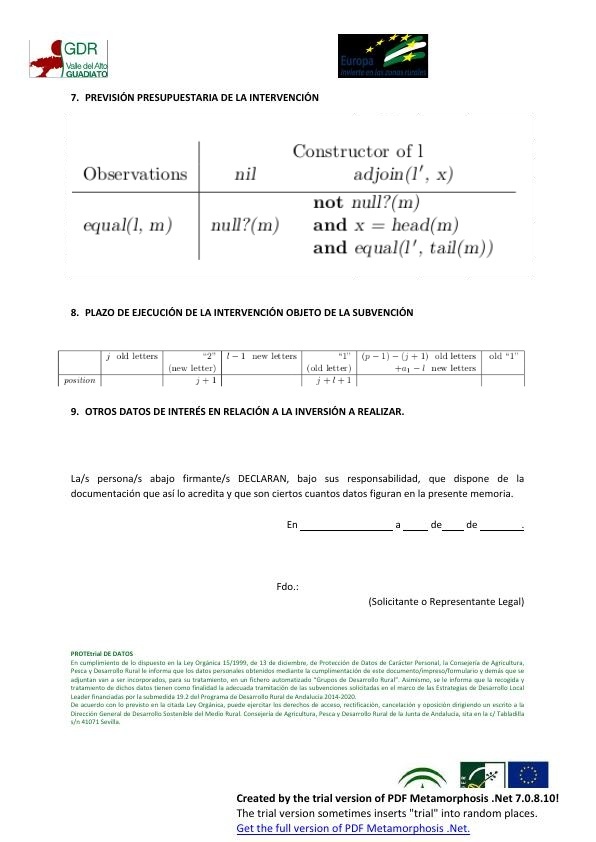 GDR
Valle del Alto
GUADIATO
Europa
invierte en las zonas rurales
7. PREVISIÓN PRESUPUESTARIA DE LA INTERVENCIÓN
Constructor of l
Observations nil adjoin(l′, x)
not null?(m)
equal(l, m) null?(m) and x = head(m)
and equal(l′, tail(m))
8. PLAZO DE EJECUCIÓN DE LA INTERVENCIÓN OBJETO DE LA SUBVENCIÓN
j old letters “2” l − 1 new letters “1” (p − 1) − (j + 1) old letters old “1”
(new letter) (old letter) +a₁ − l new letters
position j + 1 j + l + 1
9. OTROS DATOS DE INTERÉS EN RELACIÓN A LA INVERSIÓN A REALIZAR.
La/s persona/s abajo firmante/s DECLARAN, bajo sus responsabilidad, que dispone de la
documentación que así lo acredita y que son ciertos cuantos datos figuran en la presente memoria.
En ________________ a ____ de____ de _______.
Fdo.:
(Solicitante o Representante Legal)
PROTEtrial DE DATOS
En cumplimiento de lo dispuesto en la Ley Orgánica 15/1999, de 13 de diciembre, de Protección de Datos de Carácter Personal, la Consejería de Agricultura,
Pesca y Desarrollo Rural le informa que los datos personales obtenidos mediante la cumplimentación de este documento/impreso/formulario y demás que se
adjuntan van a ser incorporados, para su tratamiento, en un fichero automatizado "Grupos de Desarrollo Rural". Asimismo, se le informa que la recogida y
tratamiento de dichos datos tienen como finalidad la adecuada tramitación de las subvenciones solicitadas en el marco de las Estrategias de Desarrollo Local
Leader financiadas por la submedida 19.2 del Programa de Desarrollo Rural de Andalucía 2014-2020.
De acuerdo con lo previsto en la citada Ley Orgánica, puede ejercitar los derechos de acceso, rectificación, cancelación y oposición dirigiendo un escrito a la
Dirección General de Desarrollo Sostenible del Medio Rural. Consejería de Agricultura, Pesca y Desarrollo Rural de la Junta de Andalucía, sita en la c/ Tabladilla
s/n 41071 Sevilla.
Created by the trial version of PDF Metamorphosis .Net 7.0.8.10!
The trial version sometimes inserts "trial" into random places.
Get the full version of PDF Metamorphosis .Net.